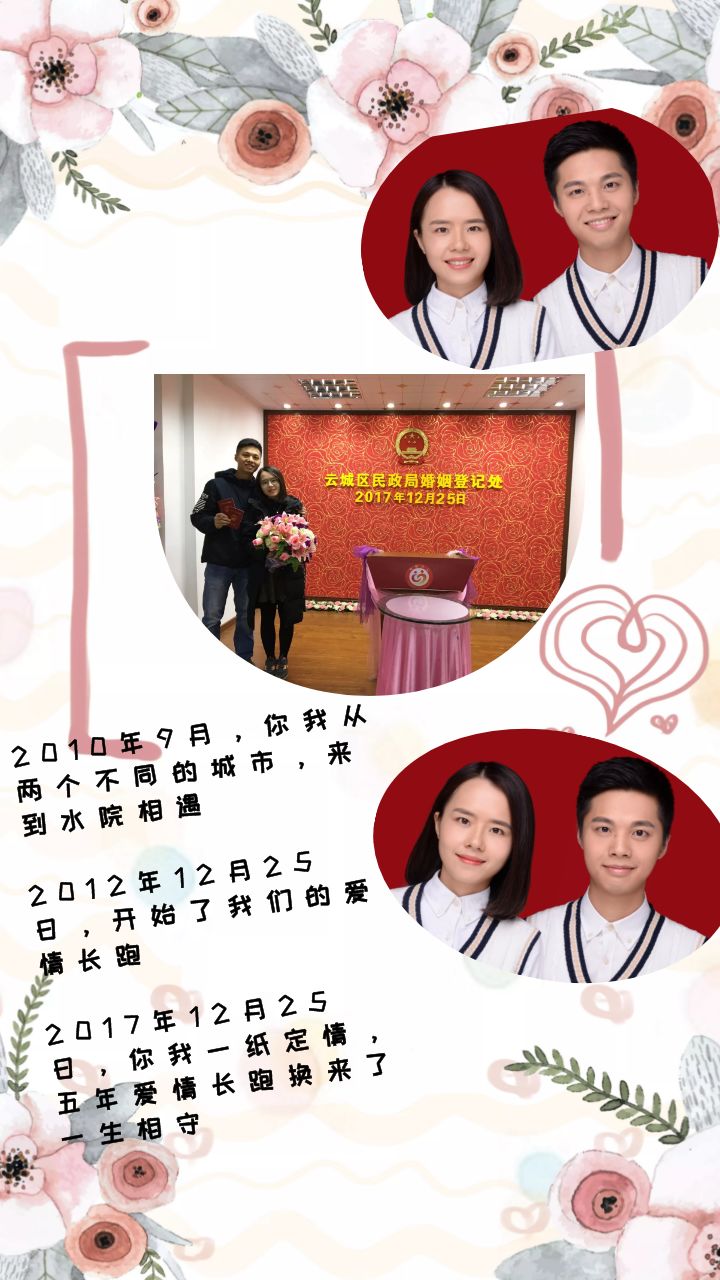 云城区民政局婚姻登记处
2017年12月25日
2010年9月，你我从
两个不同的城市，来
到水院相遇
2012年12月25
日，开始了我们的爱
情长跑
2017年12月25
日，你我一纸定情，
五年爱情长跑换来了
一生相守